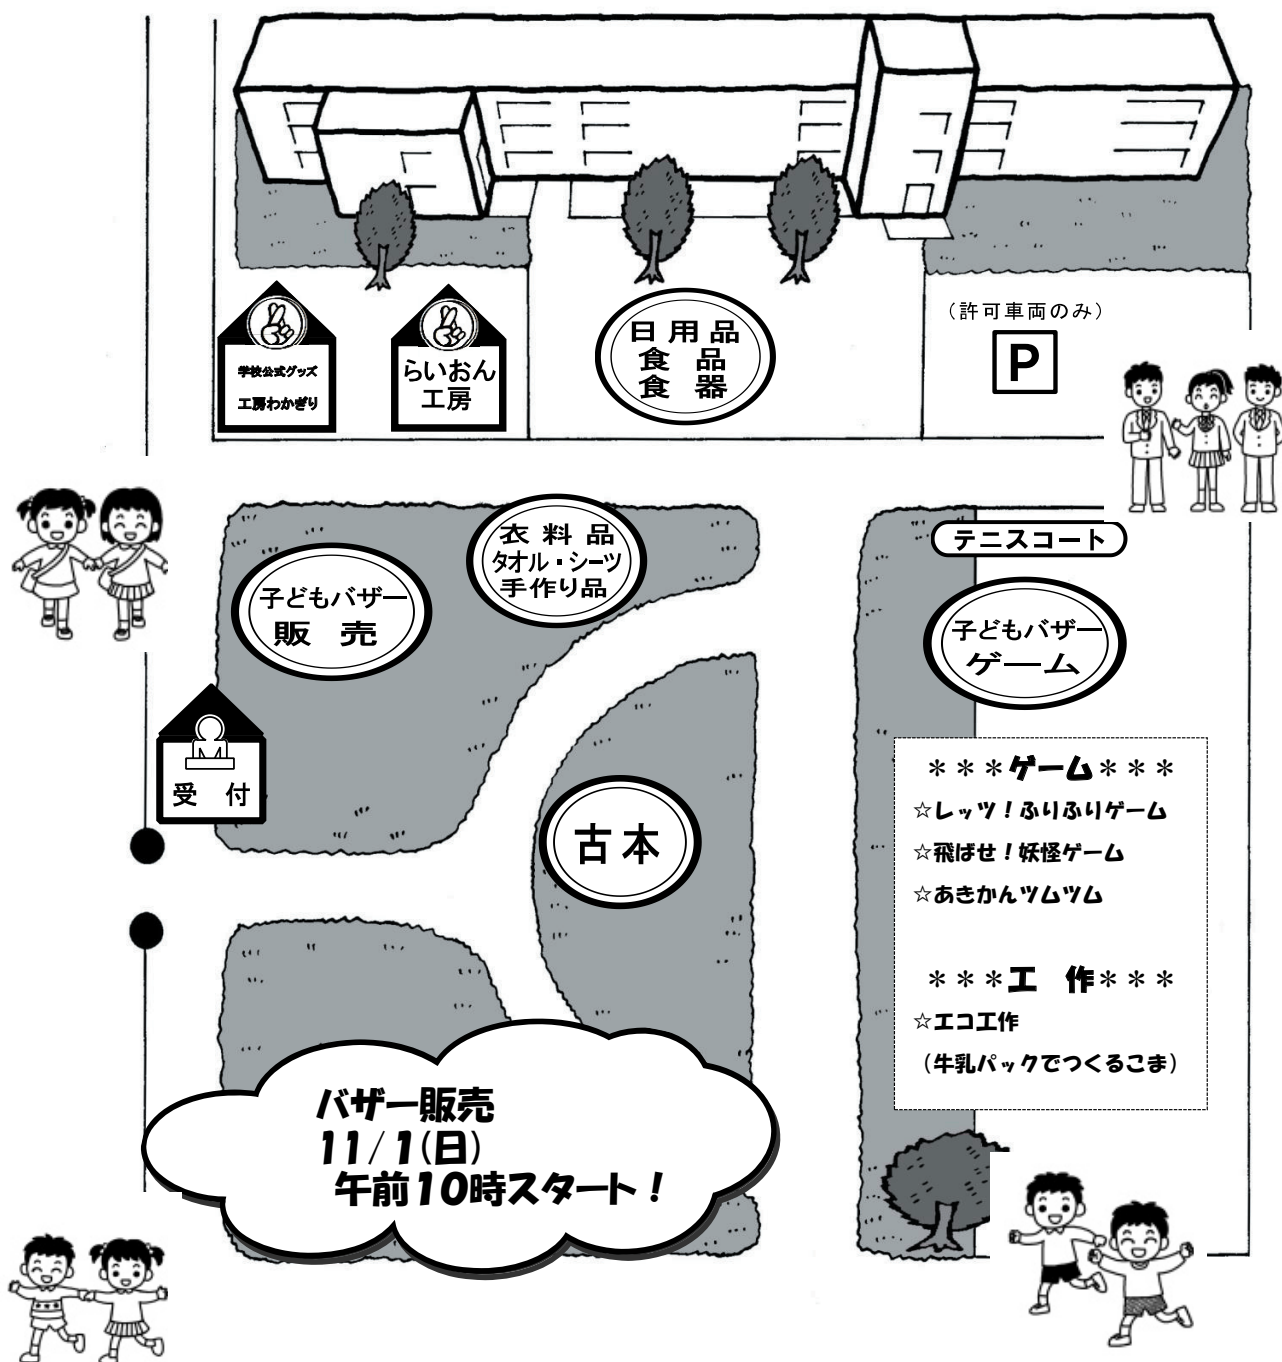 学校公式グッズ
工房わかぎり
らいおん
工房
日用品
食品
食器
（許可車両のみ）
P
衣料品
タオル・シーツ
手作り品
子どもバザー
販売
テニスコート
子どもバザー
ゲーム
受付
古本
＊＊＊ゲーム＊＊＊
☆レッツ！ふりふりゲーム
☆飛ばせ！妖怪ゲーム
☆あきかんツムツム
＊＊＊工　作＊＊＊
☆エコ工作
（牛乳パックでつくるこま）
バザー販売
11/1(日)
午前10時スタート！